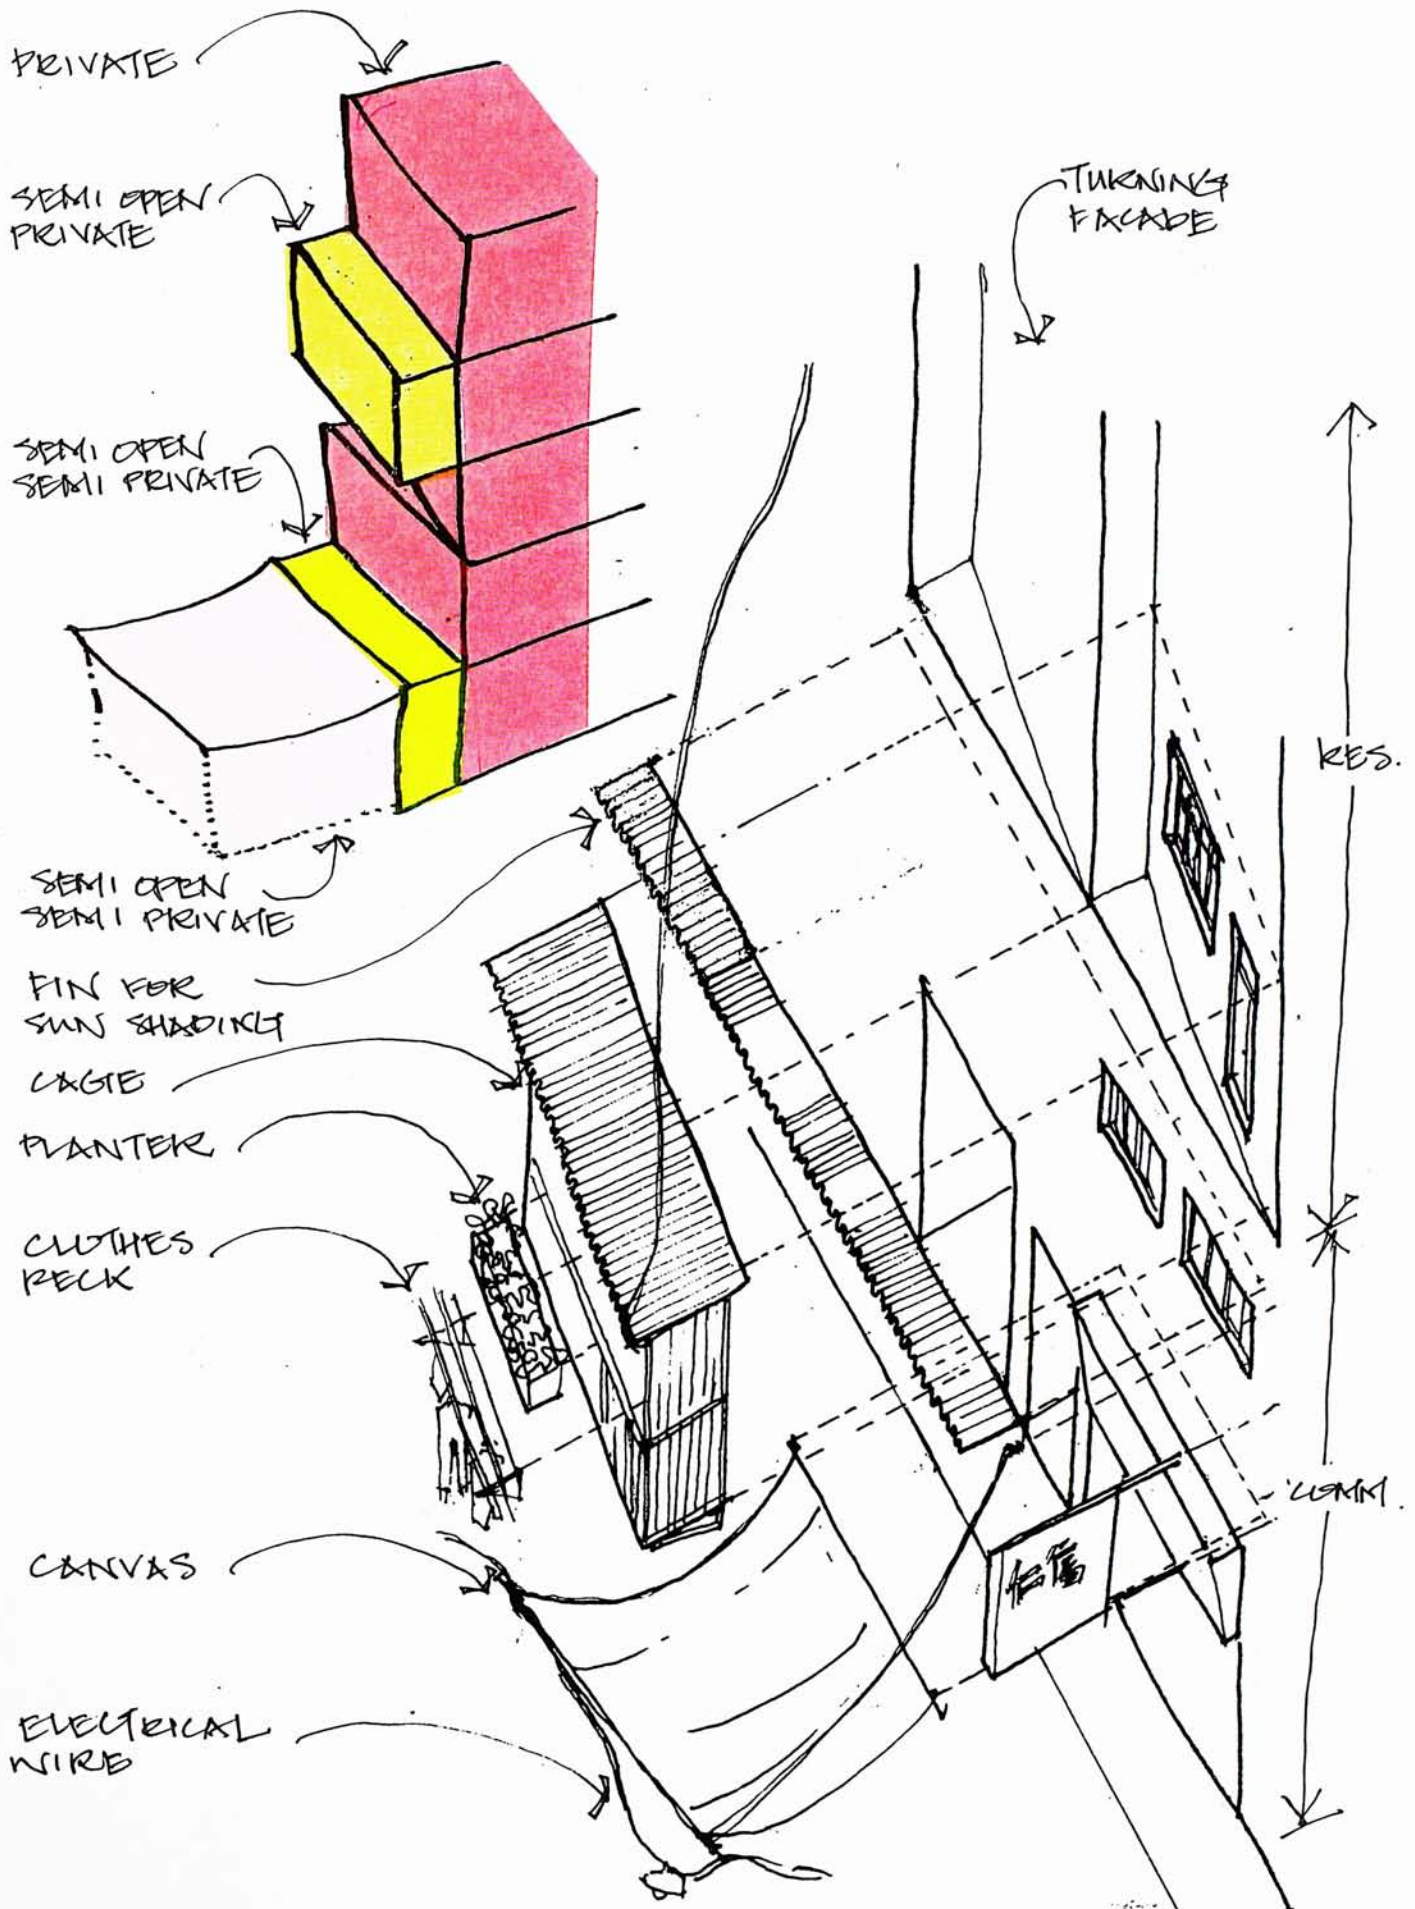 PRIVATE
SEMI OPEN
PRIVATE
TURNING
FACADE
SEMI OPEN
SEMI PRIVATE
RES.
SEMI OPEN
SEMI PRIVATE
FIN FOR
SUN SHADING
CAGE
PLANTER
CLOTHES
RECK
COMM.
CANVAS
ELECTRICAL
WIRE